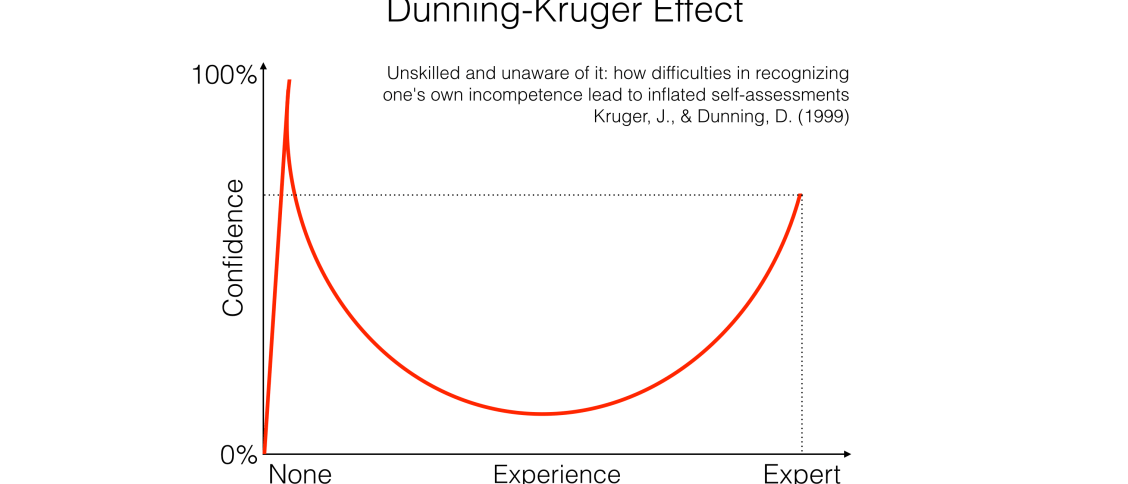 Dunning-Kruger Effect
100%
Unskilled and unaware of it: how difficulties in recognizing
one's own incompetence lead to inflated self-assessments
Kruger, J., & Dunning, D. (1999)
Confidence
0%
None
Experience
Expert